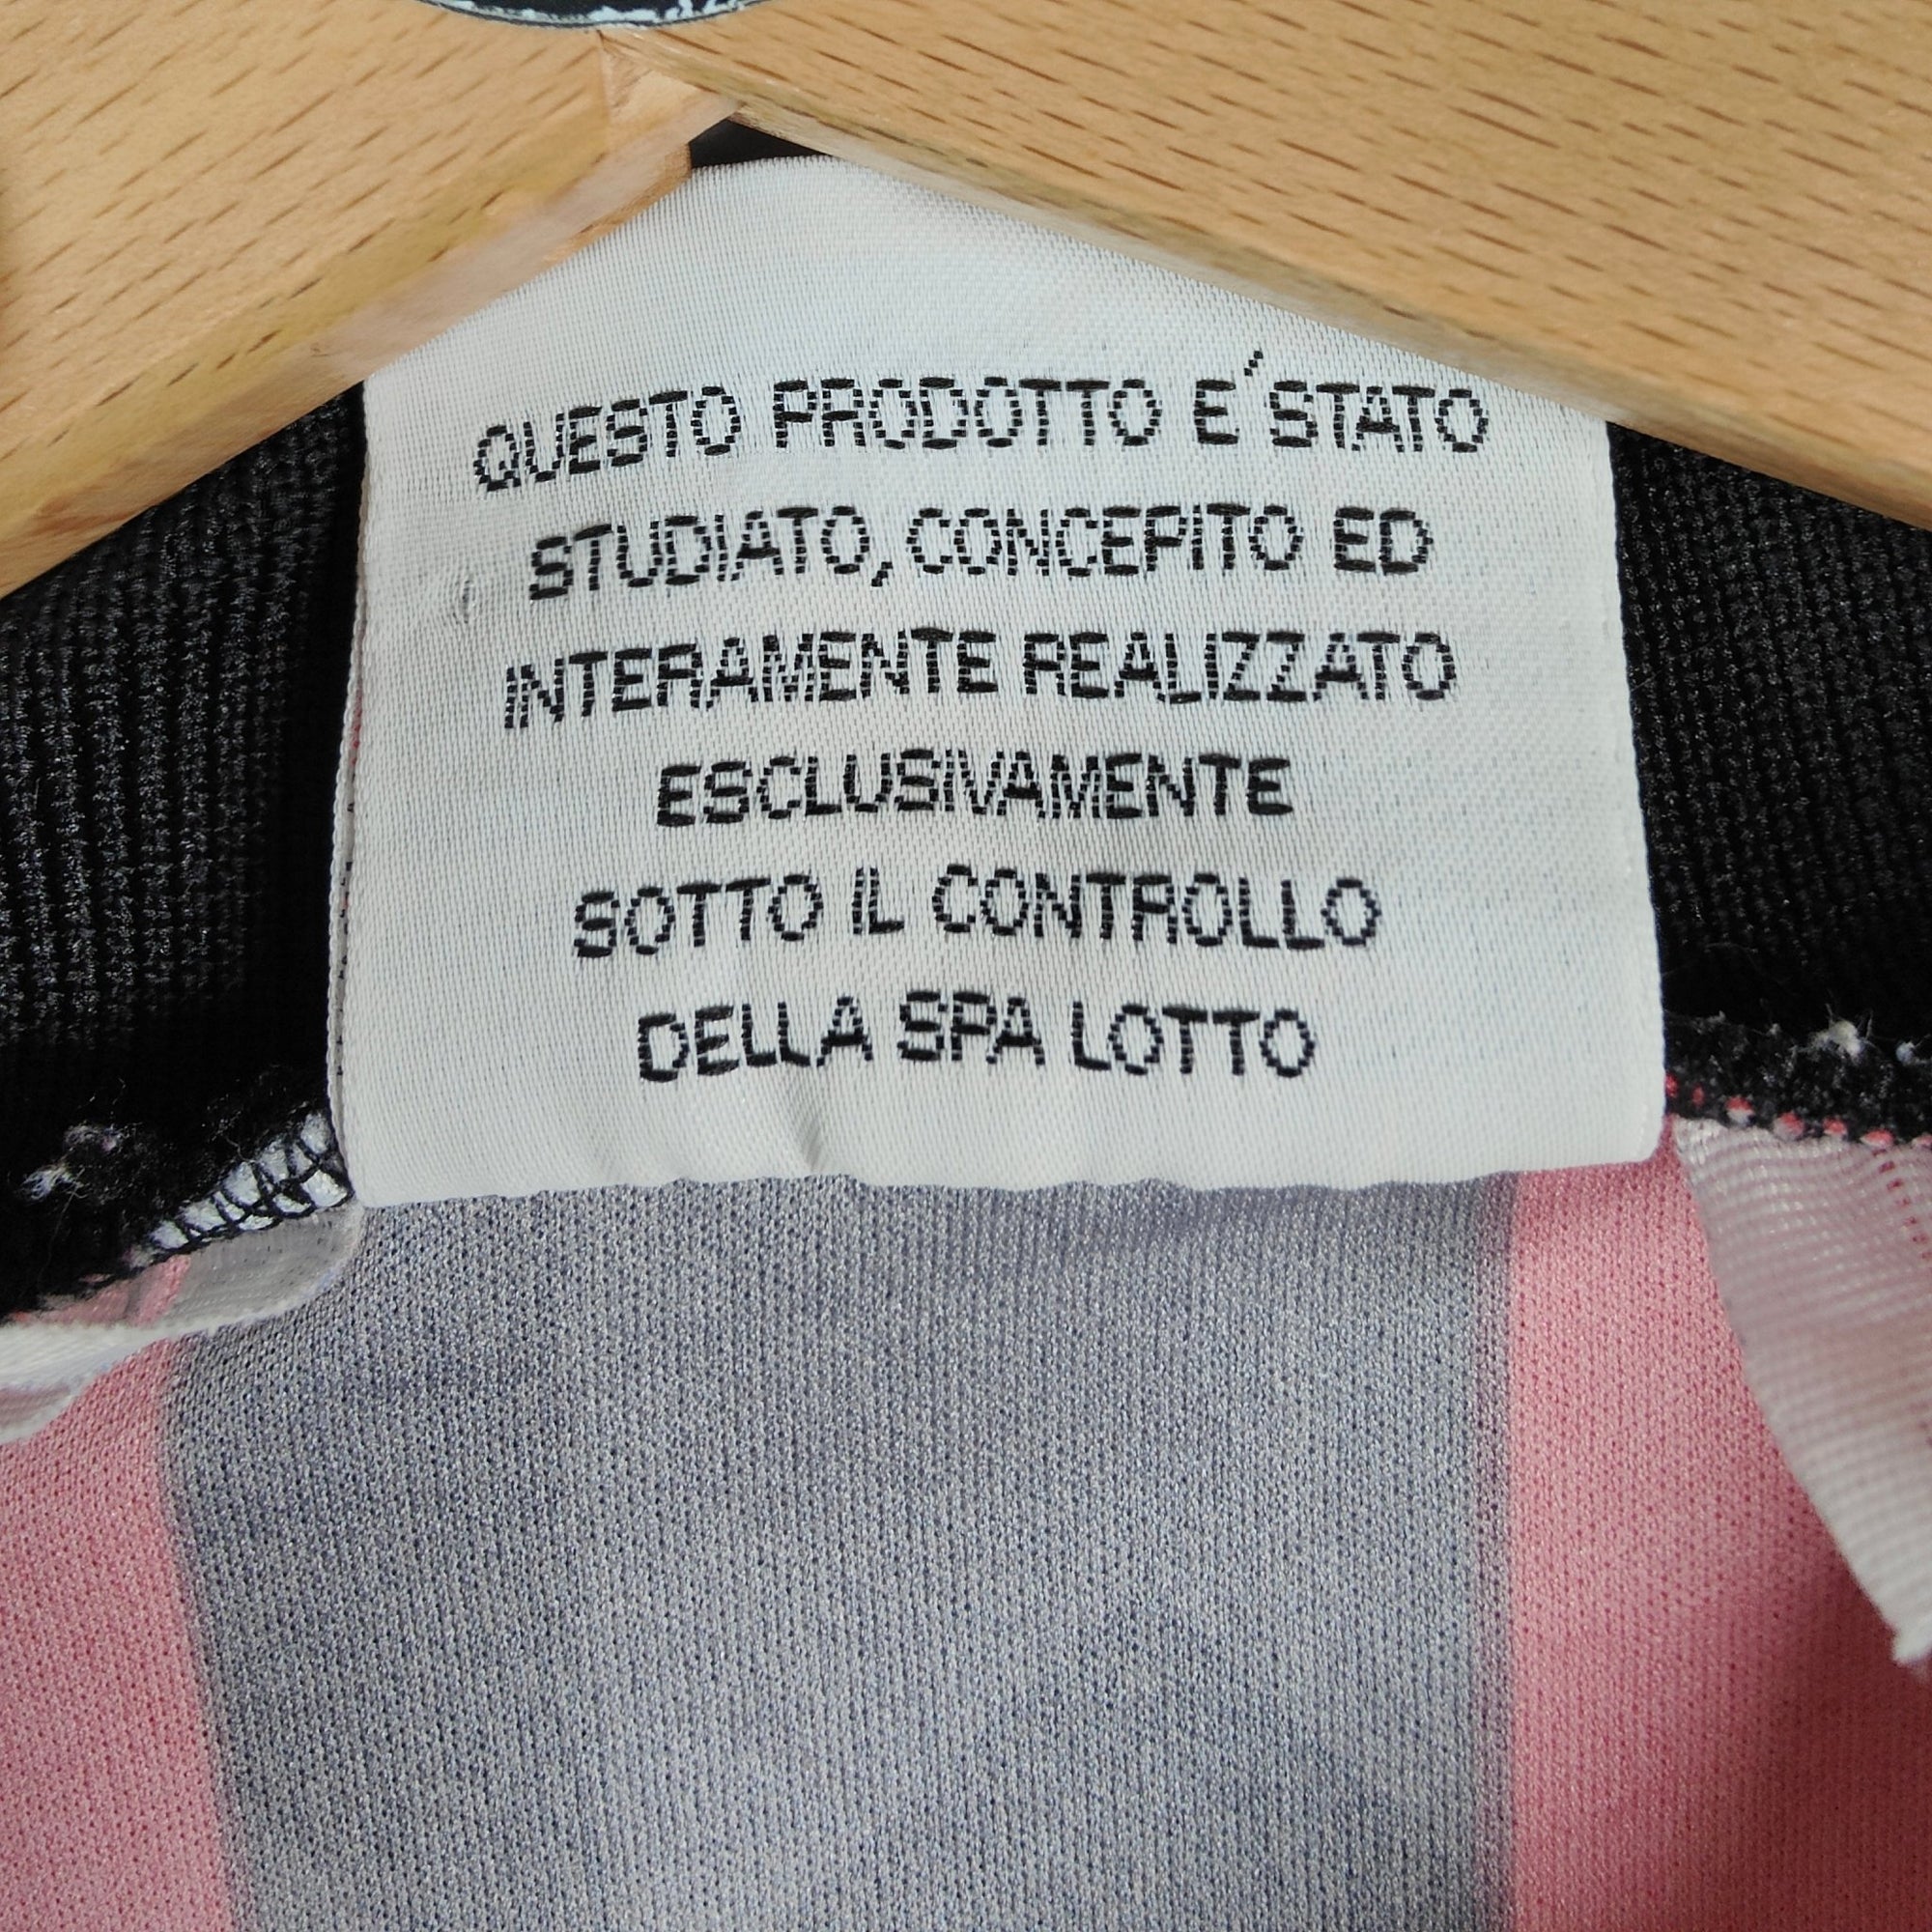 QUESTO PRODOTTO E´ STATO
STUDIATO, CONCEPITO ED
INTERAMENTE REALIZZATO
ESCLUSIVAMENTE
SOTTO IL CONTROLLO
DELLA SPA LOTTO